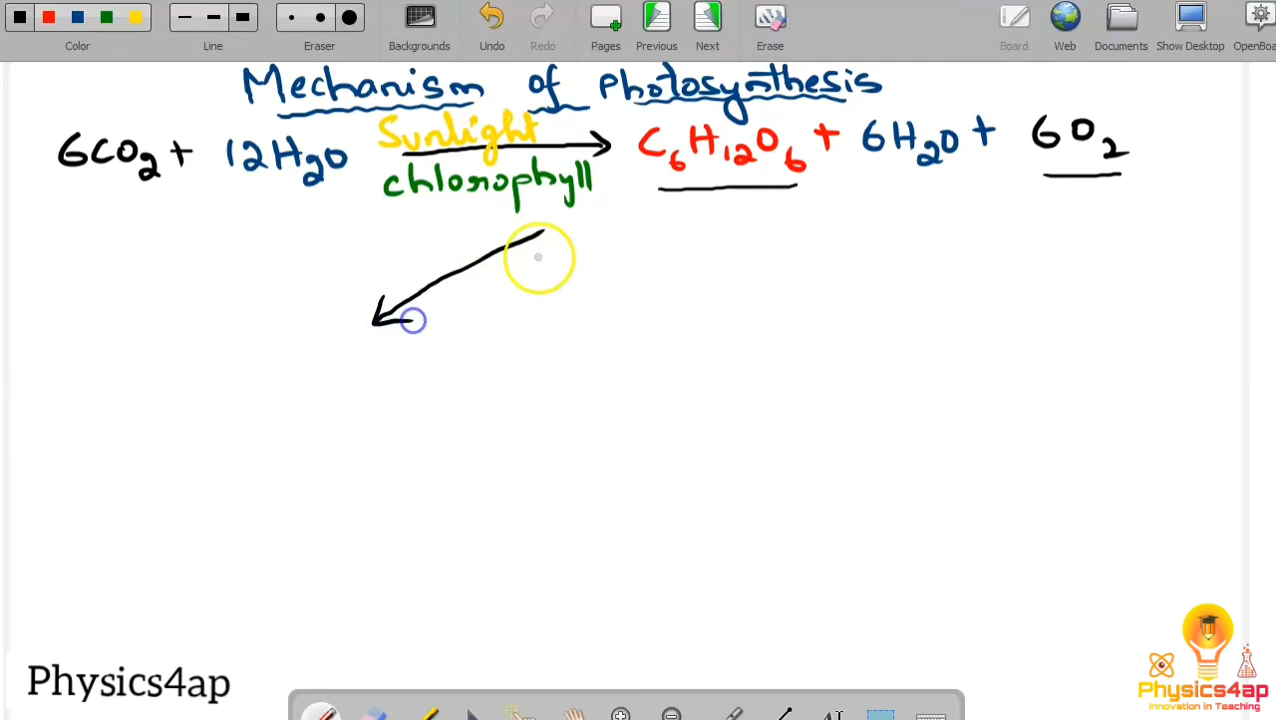 Color Line Eraser Backgrounds Undo Redo Pages Previous Next Erase Board Web Documents Show Desktop OpenBoa
Mechanism of Photosynthesis
6CO2 + 12H2O Sunlight chlorophyll → C6H12O6 + 6H2O + 6O2
Physics4ap
Physics4ap
Innovation in Teaching